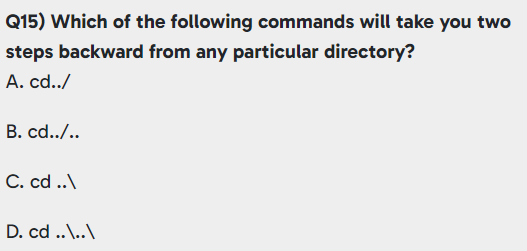 Q15) Which of the following commands will take you two
steps backward from any particular directory?
A. cd../
B. cd../..
C. cd ..\
D. cd ..\..\